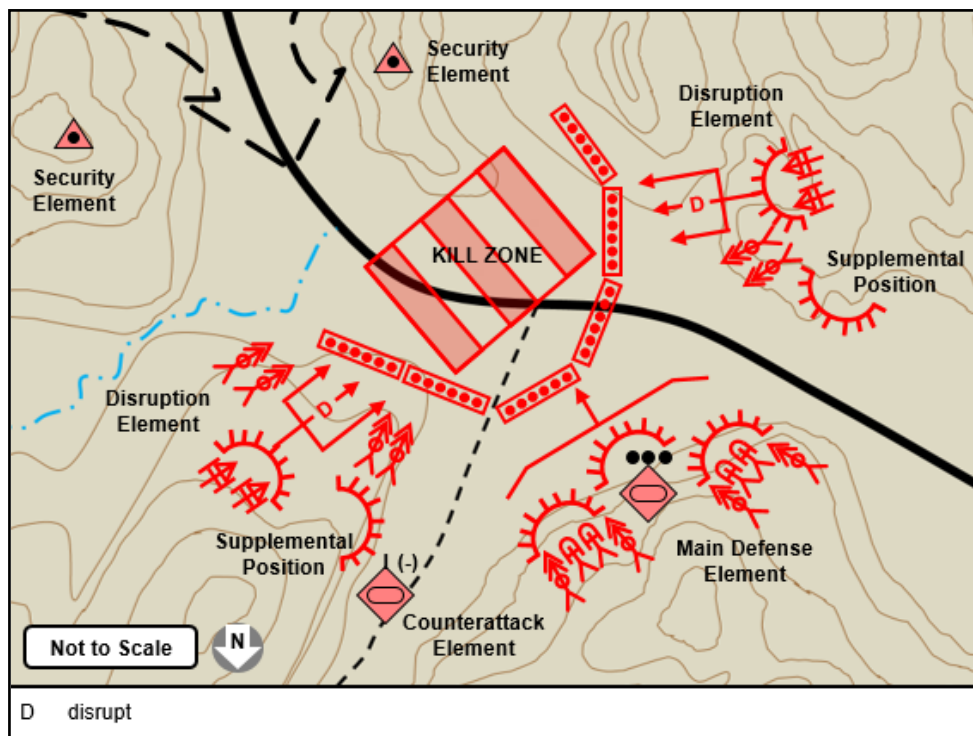 Security
Element
Security
Element
Disruption
Element
D
KILL ZONE
Supplemental
Position
Disruption
Element
D
Supplemental
Position
I (-)
Main Defense
Element
Counterattack
Element
Not to Scale
N
D disrupt